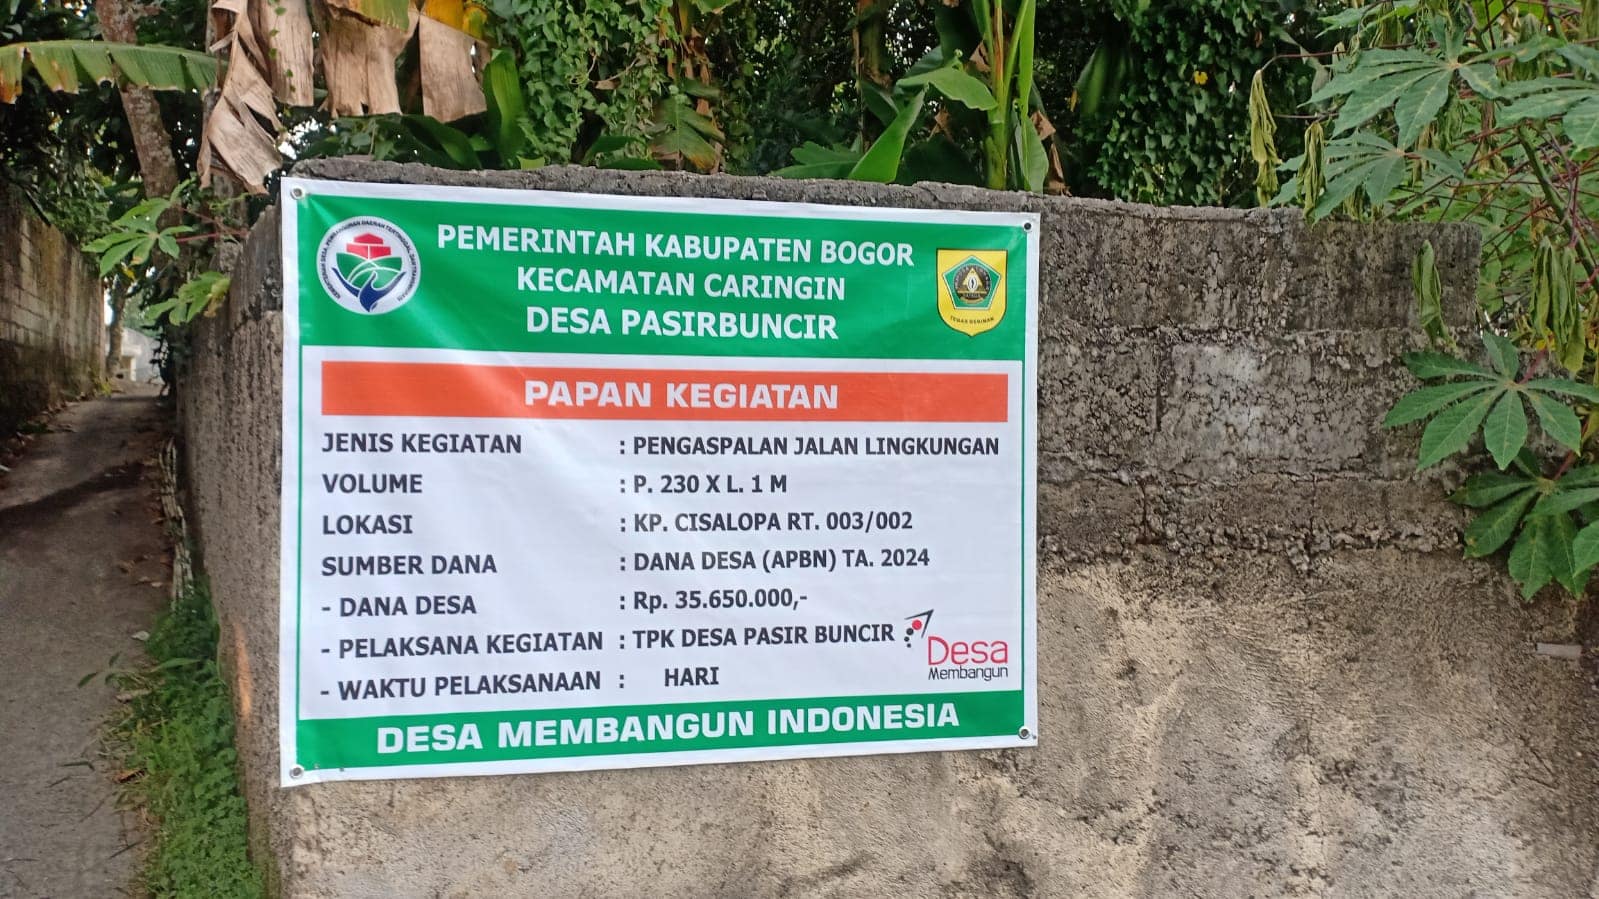 PEMERINTAH KABUPATEN BOGOR
KECAMATAN CARINGIN
DESA PASIRBUNCIR
TEGAR BERIMAN
PAPAN KEGIATAN
JENIS KEGIATAN : PENGASPALAN JALAN LINGKUNGAN
VOLUME : P. 230 X L. 1 M
LOKASI : KP. CISALOPA RT. 003/002
SUMBER DANA : DANA DESA (APBN) TA. 2024
- DANA DESA : Rp. 35.650.000,-
- PELAKSANA KEGIATAN : TPK DESA PASIR BUNCIR
- WAKTU PELAKSANAAN : HARI
Desa
Membangun
DESA MEMBANGUN INDONESIA